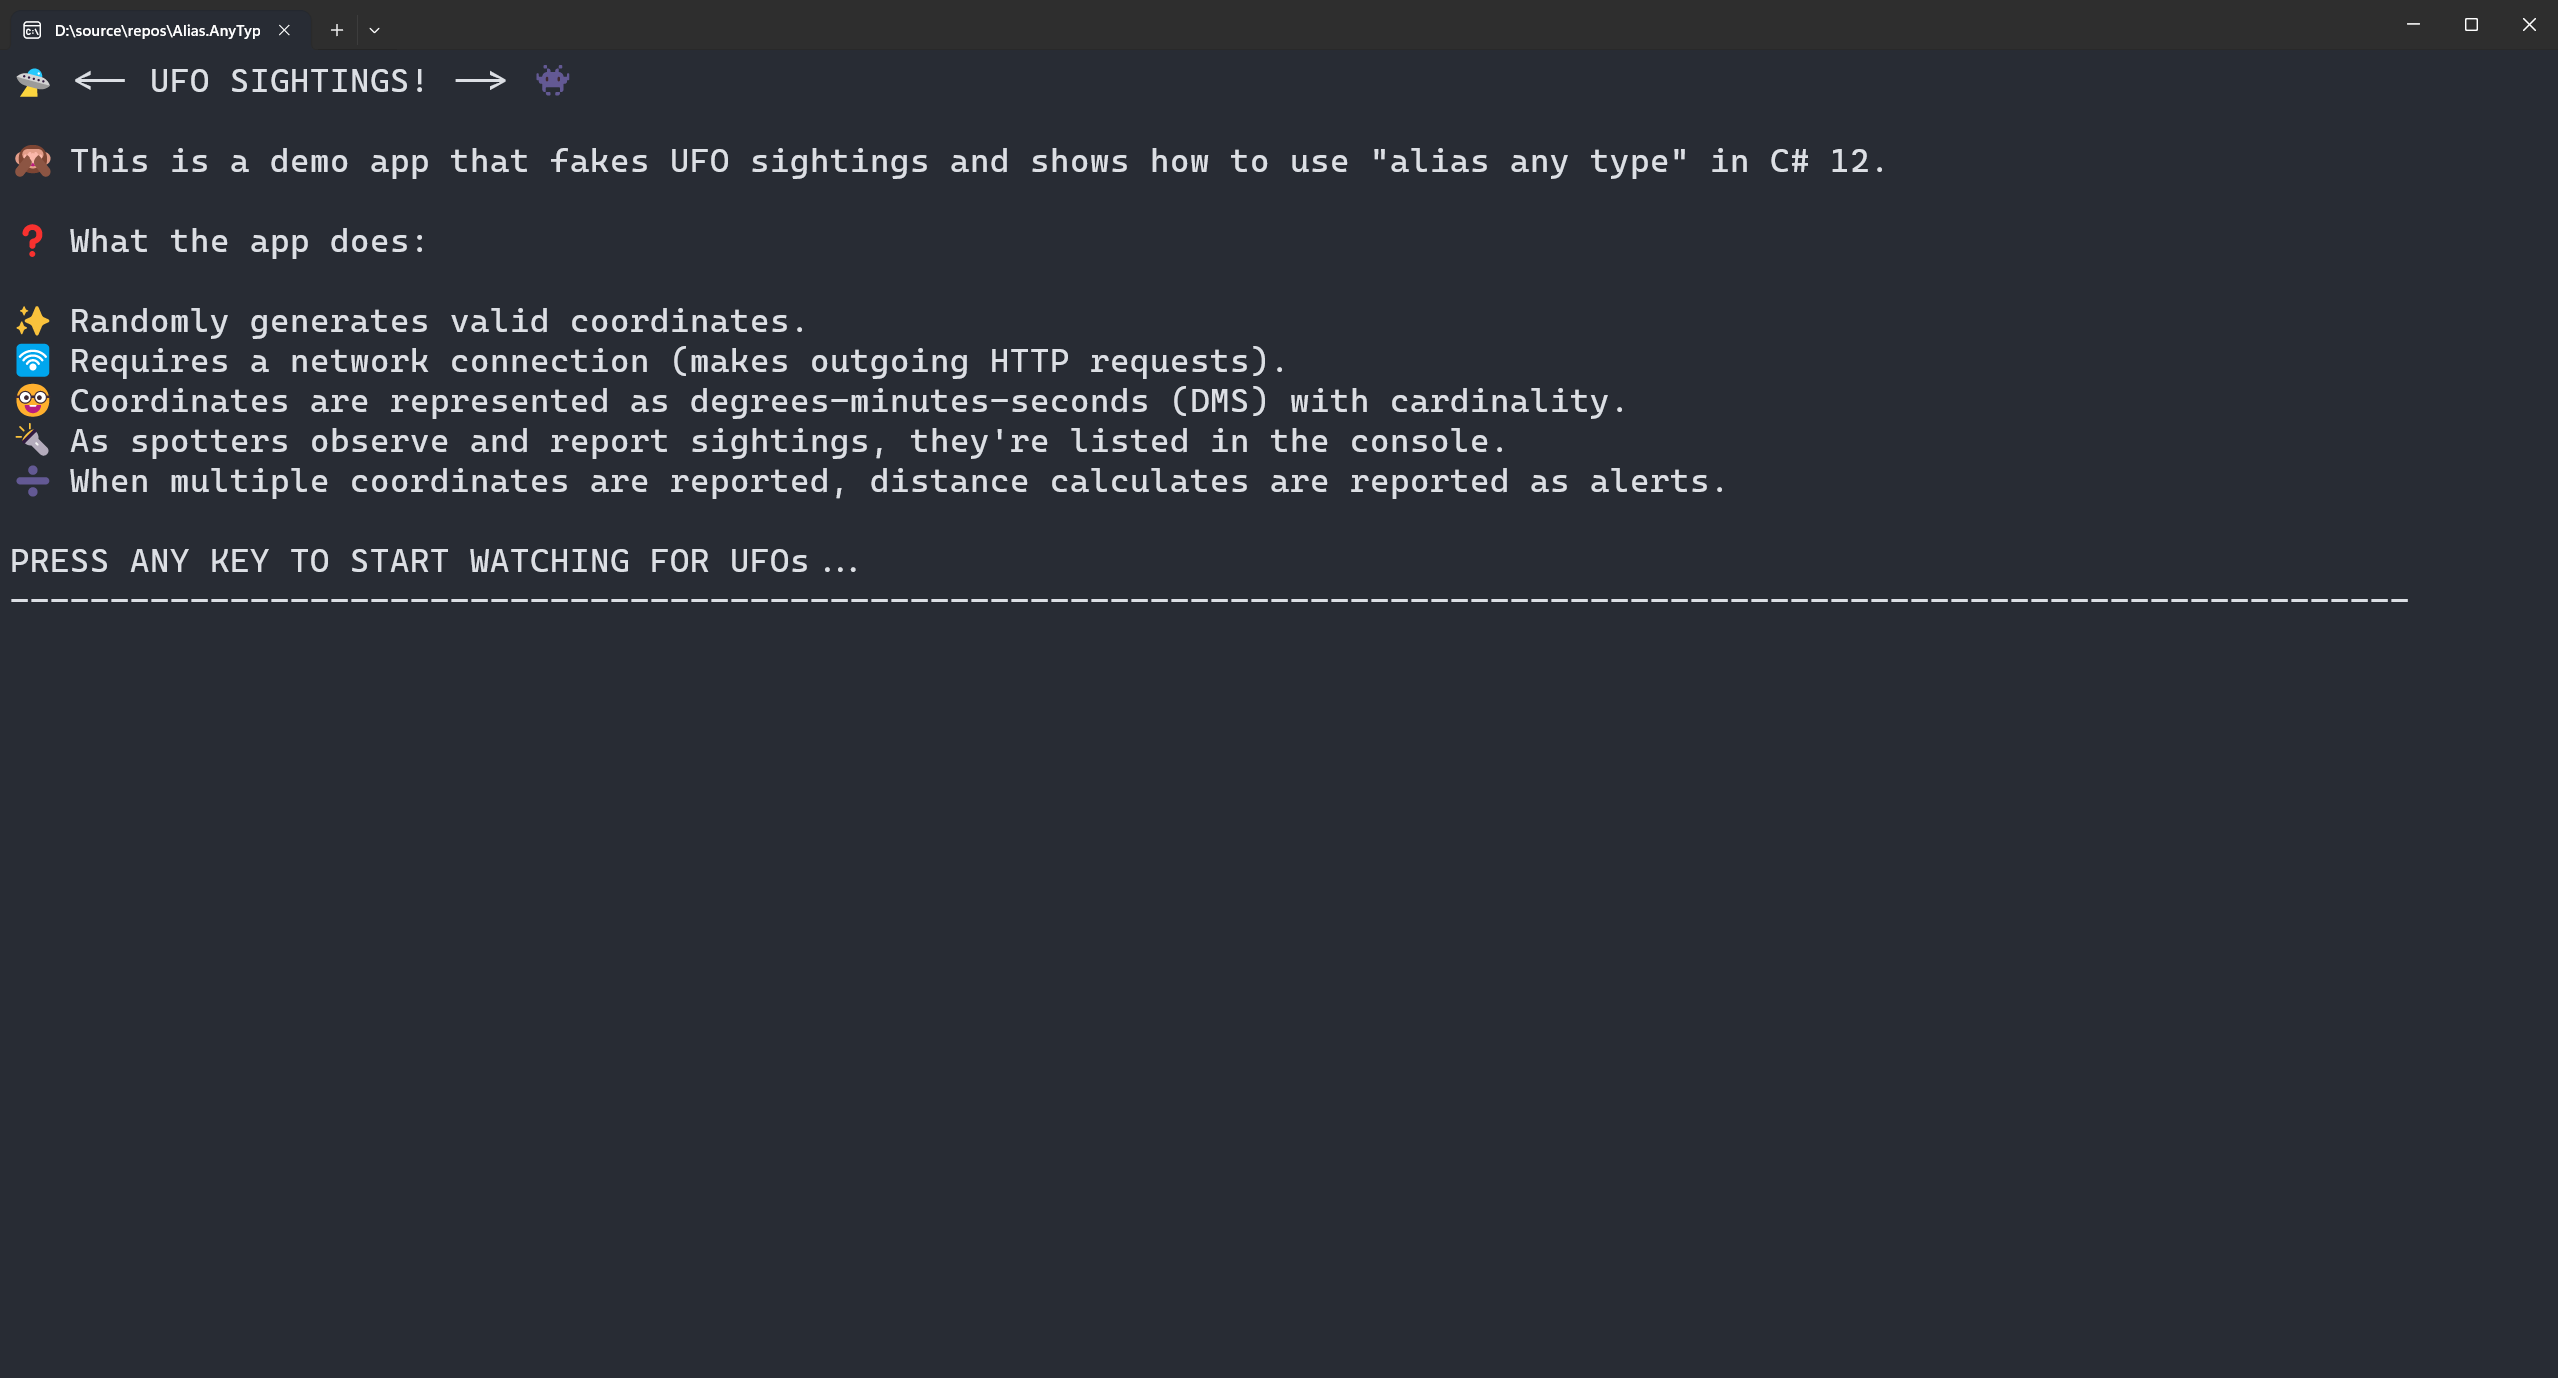 D:\source\repos\Alias.AnyTyp
🛸 <-- UFO SIGHTINGS! --> 👾
🙈 This is a demo app that fakes UFO sightings and shows how to use "alias any type" in C# 12.
❓ What the app does:
✨ Randomly generates valid coordinates.
🛜 Requires a network connection (makes outgoing HTTP requests).
🤓 Coordinates are represented as degrees-minutes-seconds (DMS) with cardinality.
🔦 As spotters observe and report sightings, they're listed in the console.
➗ When multiple coordinates are reported, distance calculates are reported as alerts.
PRESS ANY KEY TO START WATCHING FOR UFOs...
------------------------------------------------------------------------------------------------------------------------